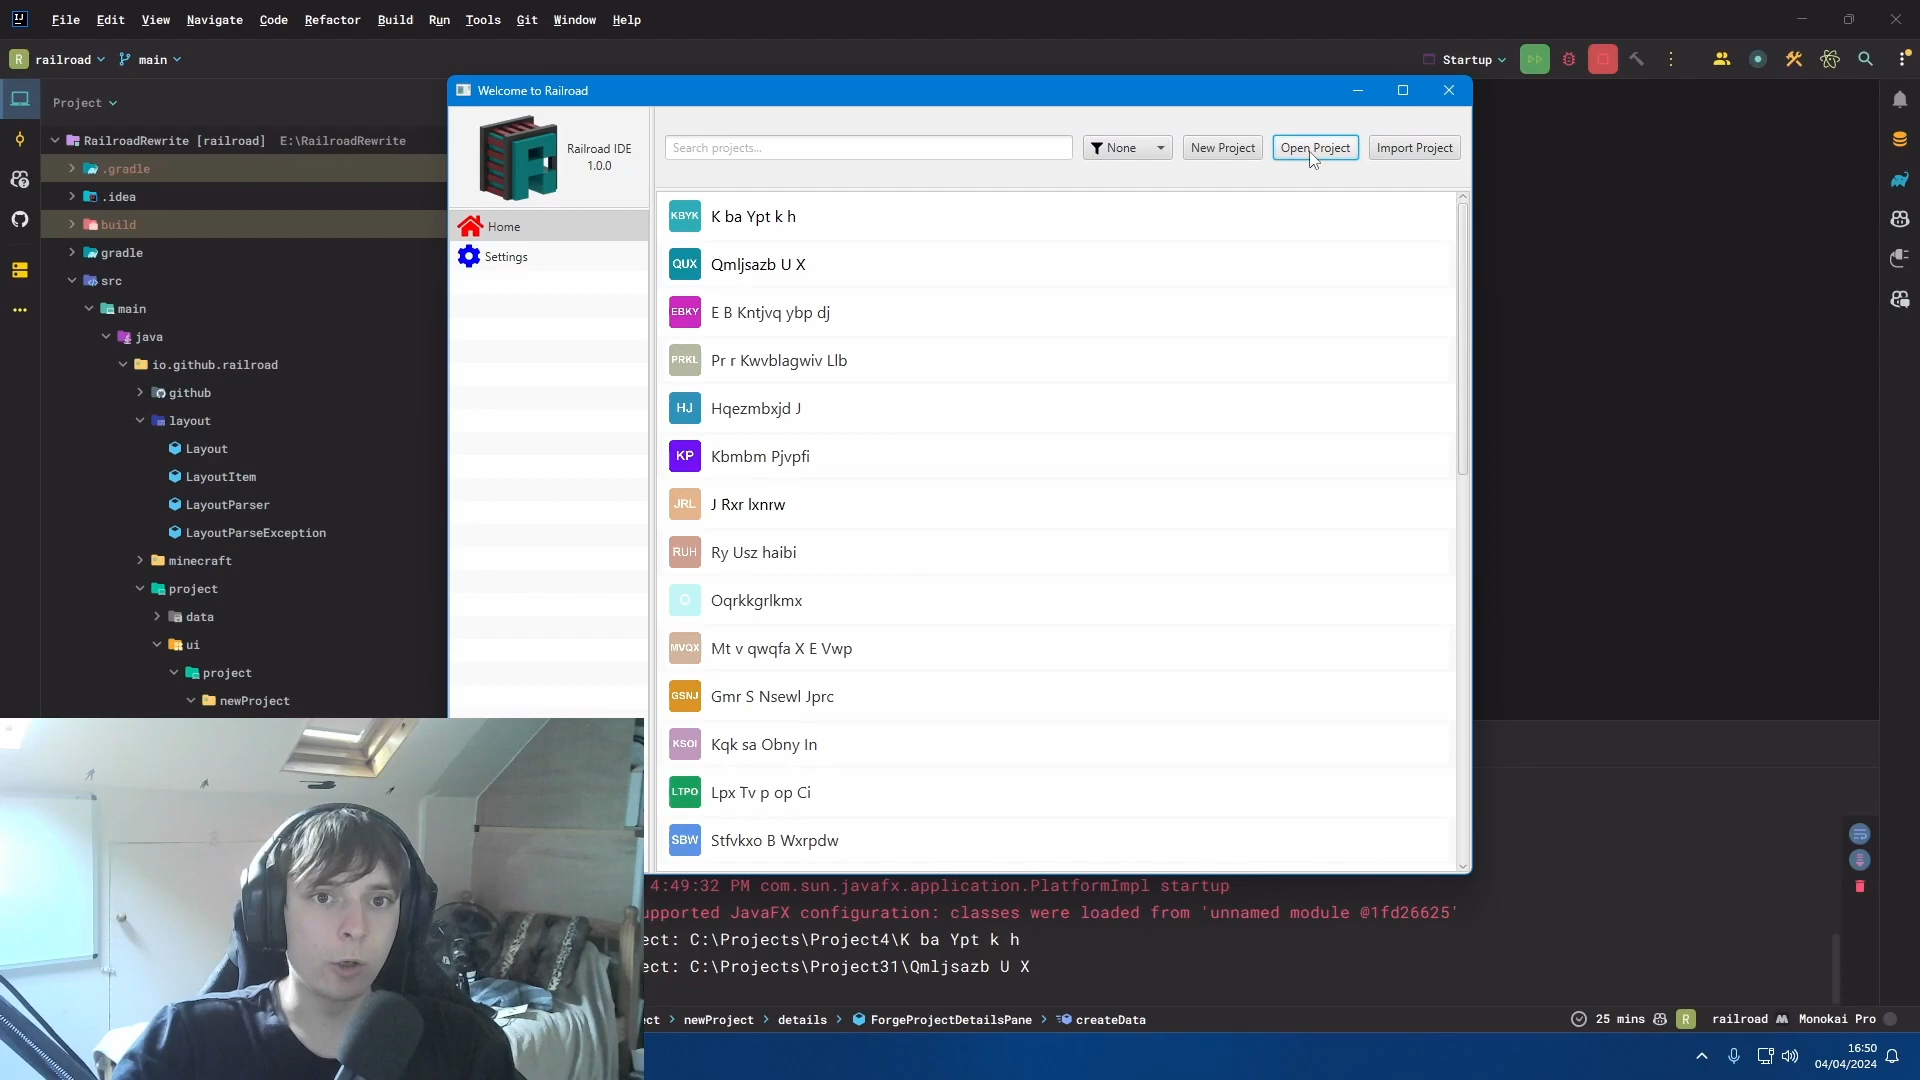 File Edit View Navigate Code Refactor Build Run Tools Git Window Help
R railroad main
Startup
Project
RailroadRewrite [railroad] E:\RailroadRewrite
.gradle
.idea
build
gradle
src
main
java
io.github.railroad
github
layout
Layout
LayoutItem
LayoutParser
LayoutParseException
minecraft
project
data
ui
project
newProject
Welcome to Railroad
Railroad IDE
1.0.0
Search projects...
None
New Project
Open Project
Import Project
Home
Settings
KBYK K ba Ypt k h
QUX Qmljsazb U X
EBKY E B Kntjvq ybp dj
PRKL Pr r Kwvblagwiv Llb
HJ Hqezmbxjd J
KP Kbmbm Pjvpfi
JRL J Rxr lxnrw
RUH Ry Usz haibi
O Oqrkkgrlkmx
MVQX Mt v qwqfa X E Vwp
GSNJ Gmr S Nsewl Jprc
KSOI Kqk sa Obny In
LTPO Lpx Tv p op Ci
SBW Stfvkxo B Wxrpdw
4:49:32 PM com.sun.javafx.application.PlatformImpl startup
upported JavaFX configuration: classes were loaded from 'unnamed module @1fd26625'
ect: C:\Projects\Project4\K ba Ypt k h
ect: C:\Projects\Project31\Qmljsazb U X
ct > newProject > details > ForgeProjectDetailsPane > createData
25 mins R railroad Monokai Pro
16:50
04/04/2024